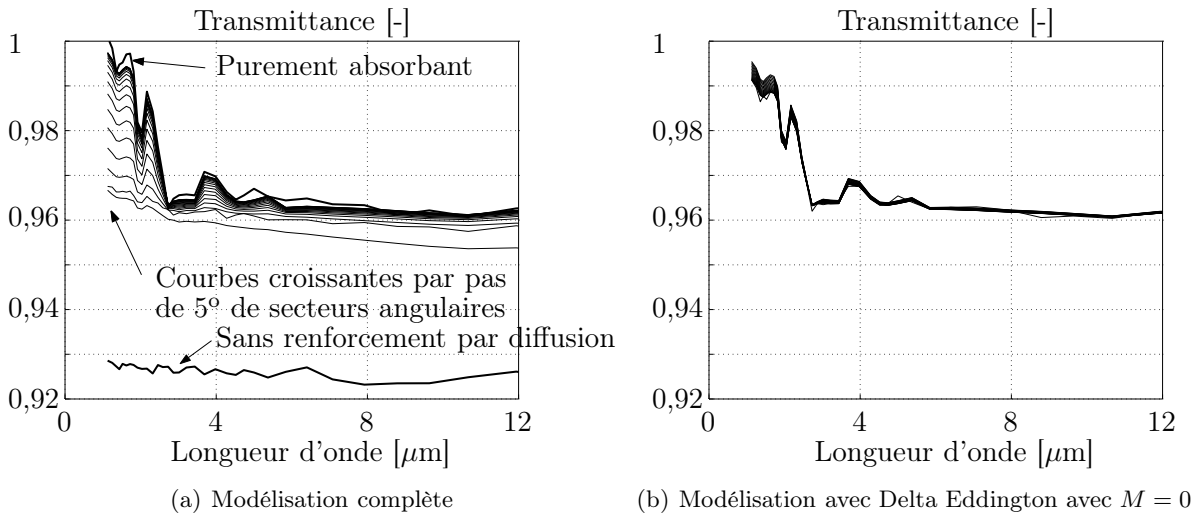 Transmittance [-]
1
0,98
0,96
0,94
0,92
0
4
8
12
Purement absorbant
Courbes croissantes par pas
de 5º de secteurs angulaires
Sans renforcement par diffusion
Longueur d'onde [μm]
(a) Modélisation complète
Transmittance [-]
1
0,98
0,96
0,94
0,92
0
4
8
12
Longueur d'onde [μm]
(b) Modélisation avec Delta Eddington avec M = 0